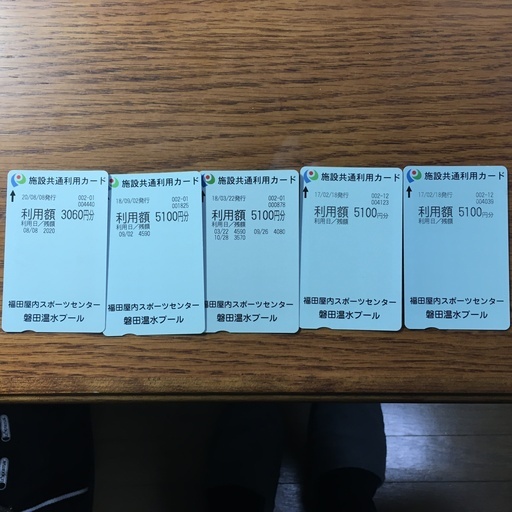 施設共通利用カード
20/08/08発行 002-01
004440
利用額 3060円分
利用日/残額
08/08 2020
福田屋内スポーツセンター
磐田温水プール
施設共通利用カード
18/09/02発行 002-01
001825
利用額 5100円分
利用日/残額
09/02 4590
福田屋内スポーツセンター
磐田温水プール
施設共通利用カード
18/03/22発行 002-01
000878
利用額 5100円分
利用日/残額
03/22 4590 09/26 4080
10/28 3570
福田屋内スポーツセンター
磐田温水プール
施設共通利用カード
17/02/18発行 002-12
004123
利用額 5100円分
利用日/残額
福田屋内スポーツセンター
磐田温水プール
施設共通利用カード
17/02/18発行 002-12
004039
利用額 5100円分
利用日/残額
福田屋内スポーツセンター
磐田温水プール